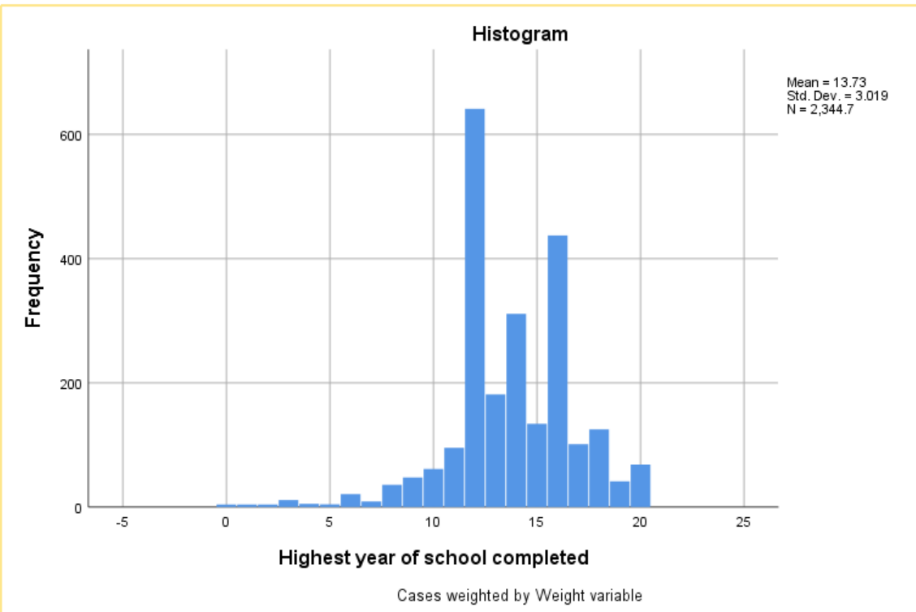 Histogram
Mean = 13.73
Std. Dev. = 3.019
N = 2,344.7
600
400
200
0
Frequency
-5 0 5 10 15 20 25
Highest year of school completed
Cases weighted by Weight variable